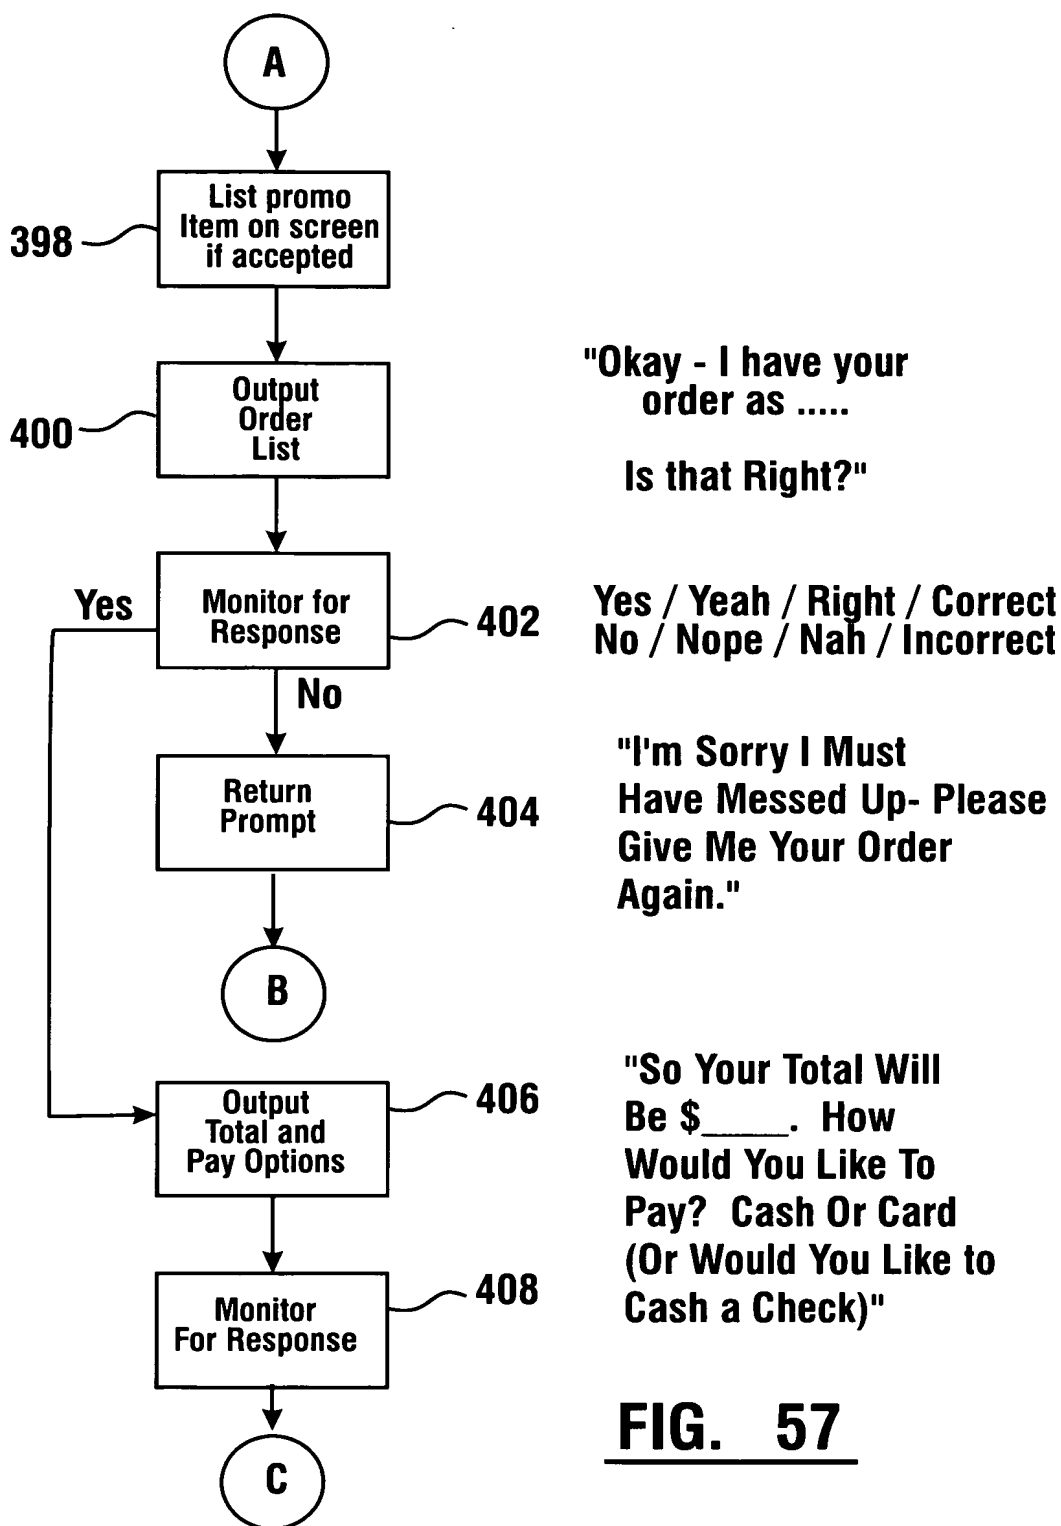 A
List promo
Item on screen
if accepted
398
Output
Order
List
400
"Okay - I have your
order as .....
Is that Right?"
Yes
Monitor for
Response
402
Yes / Yeah / Right / Correct
No / Nope / Nah / Incorrect
No
Return
Prompt
404
"I'm Sorry I Must
Have Messed Up- Please
Give Me Your Order
Again."
B
Output
Total and
Pay Options
406
"So Your Total Will
Be $_____. How
Would You Like To
Pay? Cash Or Card
(Or Would You Like to
Cash a Check)"
Monitor
For Response
408
C
FIG. 57